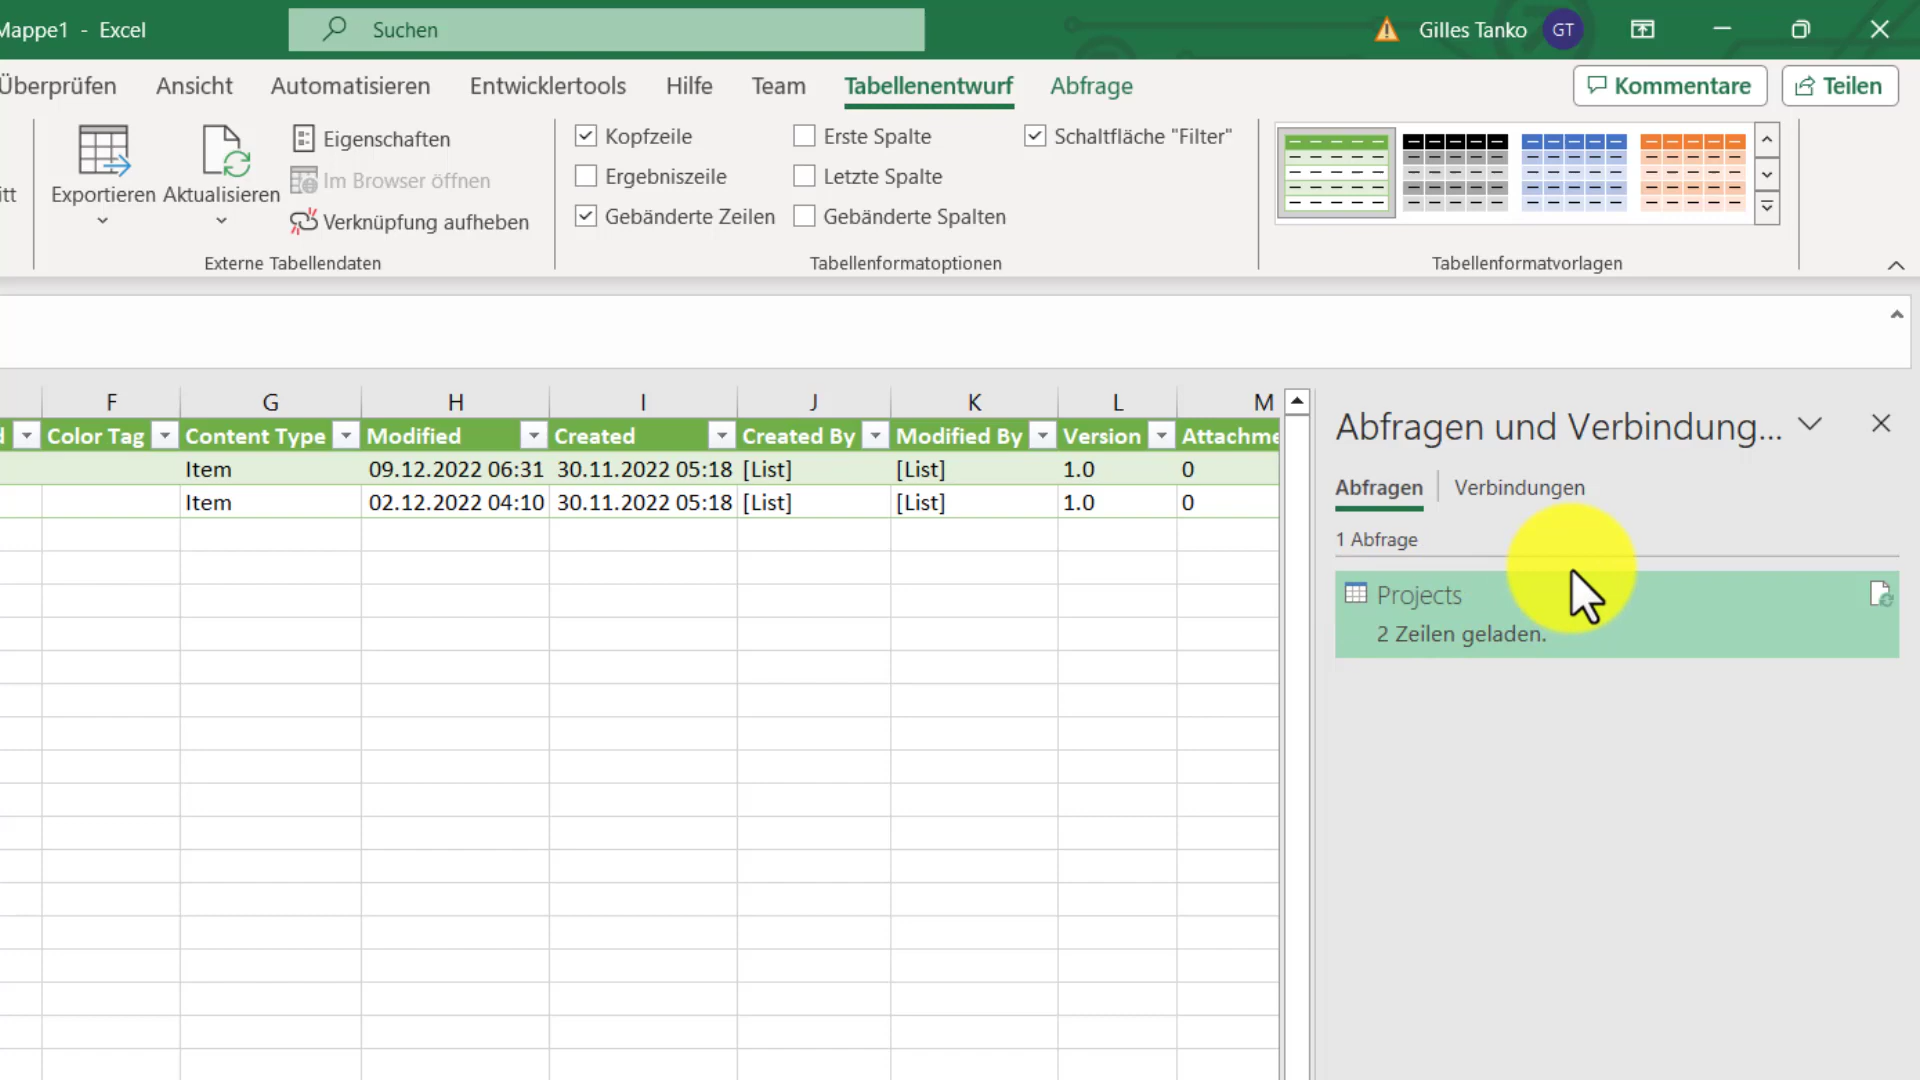 Mappe1 - Excel
Suchen
Gilles Tanko
GT
Überprüfen
Ansicht
Automatisieren
Entwicklertools
Hilfe
Team
Tabellenentwurf
Abfrage
Kommentare
Teilen
itt
Exportieren
Aktualisieren
Eigenschaften
Im Browser öffnen
Verknüpfung aufheben
Externe Tabellendaten
Kopfzeile
Ergebniszeile
Gebänderte Zeilen
Erste Spalte
Letzte Spalte
Gebänderte Spalten
Schaltfläche "Filter"
Tabellenformatoptionen
Tabellenformatvorlagen
F G H I J K L M
d Color Tag Content Type Modified Created Created By Modified By Version Attachme
Item 09.12.2022 06:31 30.11.2022 05:18 [List] [List] 1.0 0
Item 02.12.2022 04:10 30.11.2022 05:18 [List] [List] 1.0 0
Abfragen und Verbindung...
Abfragen
Verbindungen
1 Abfrage
Projects
2 Zeilen geladen.